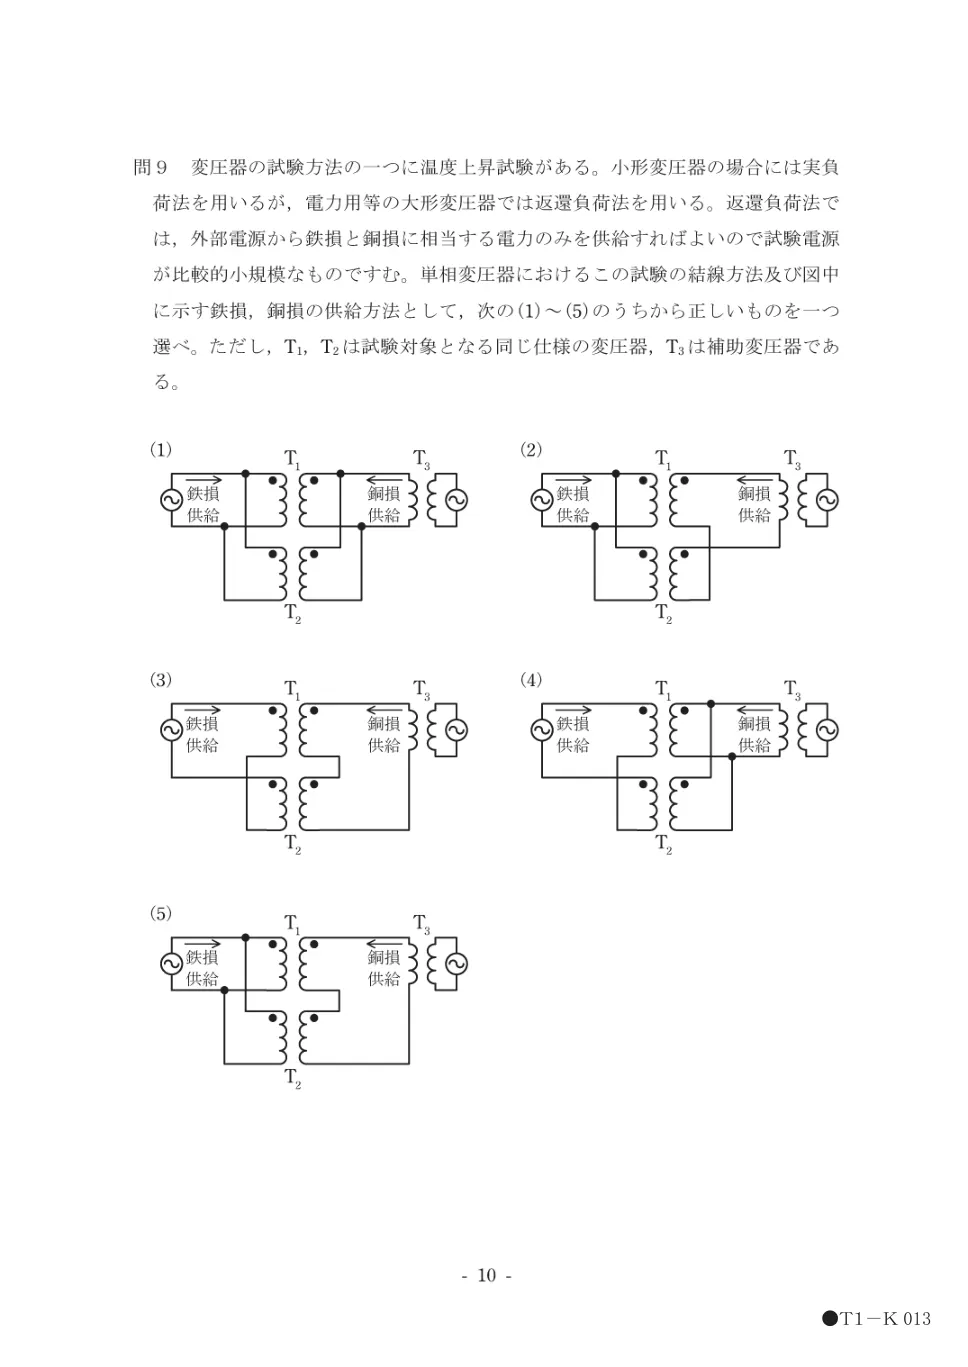 問９　変圧器の試験方法の一つに温度上昇試験がある。小形変圧器の場合には実負
荷法を用いるが，電力用等の大形変圧器では返還負荷法を用いる。返還負荷法で
は，外部電源から鉄損と銅損に相当する電力のみを供給すればよいので試験電源
が比較的小規模なものですむ。単相変圧器におけるこの試験の結線方法及び図中
に示す鉄損，銅損の供給方法として，次の(1)～(5)のうちから正しいものを一つ
選べ。ただし，T1，T2は試験対象となる同じ仕様の変圧器，T3は補助変圧器であ
る。
(1)
T1
T3
鉄損
供給
銅損
供給
T2
(2)
T1
T3
鉄損
供給
銅損
供給
T2
(3)
T1
T3
鉄損
供給
銅損
供給
T2
(4)
T1
T3
鉄損
供給
銅損
供給
T2
(5)
T1
T3
鉄損
供給
銅損
供給
T2
- 10 -
●T1－K 013